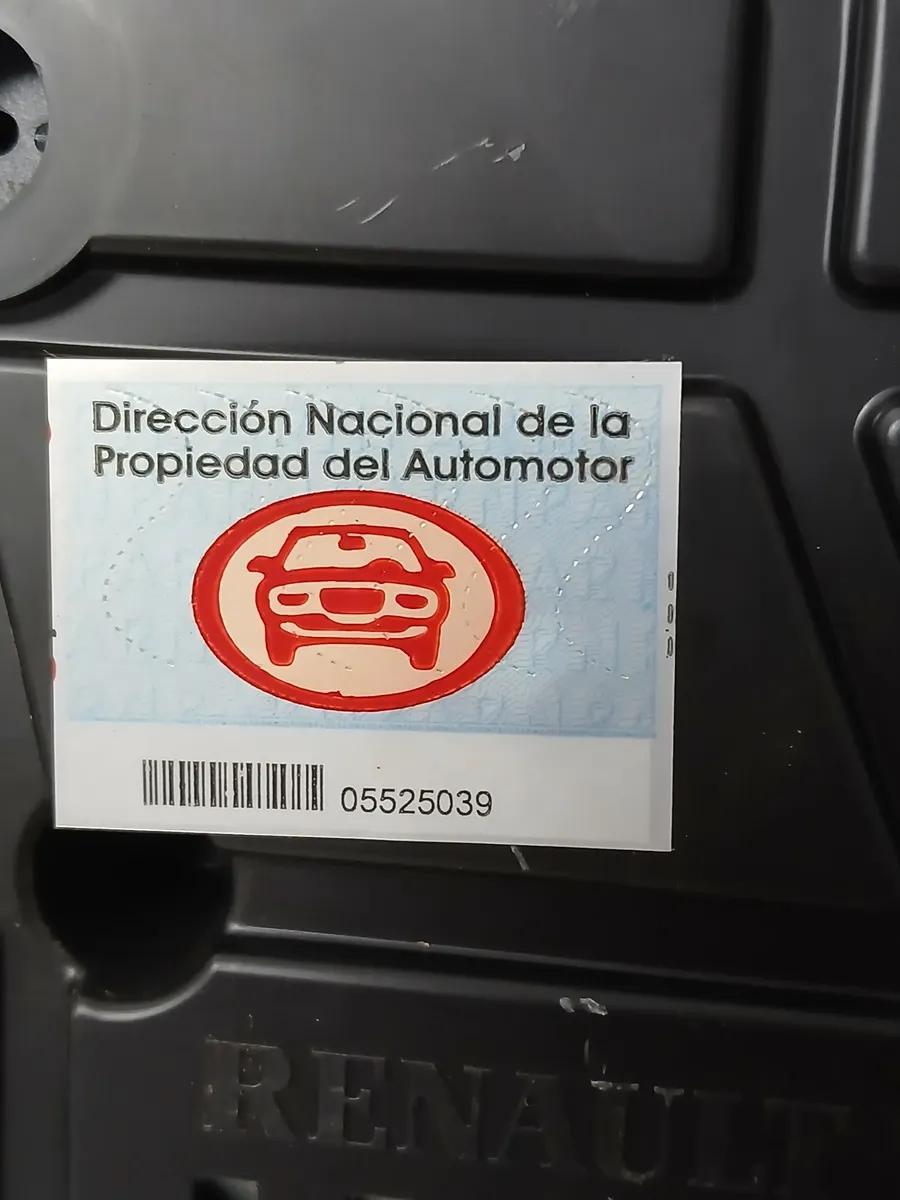 Dirección Nacional de la
Propiedad del Automotor
05525039
RENAULT